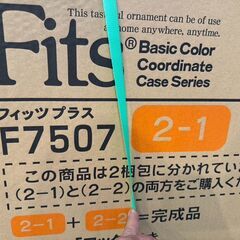 This tasteful ornament can be of use
at home anywhere, anytime.
Fits®
Basic Color
Coordinate
Case Series
フィッツ プラス
F7507 2-1
この商品は2梱包に分かれてい
(2-1)と(2-2)の両方をご購入く
2-1 + 2-2 = 完成品